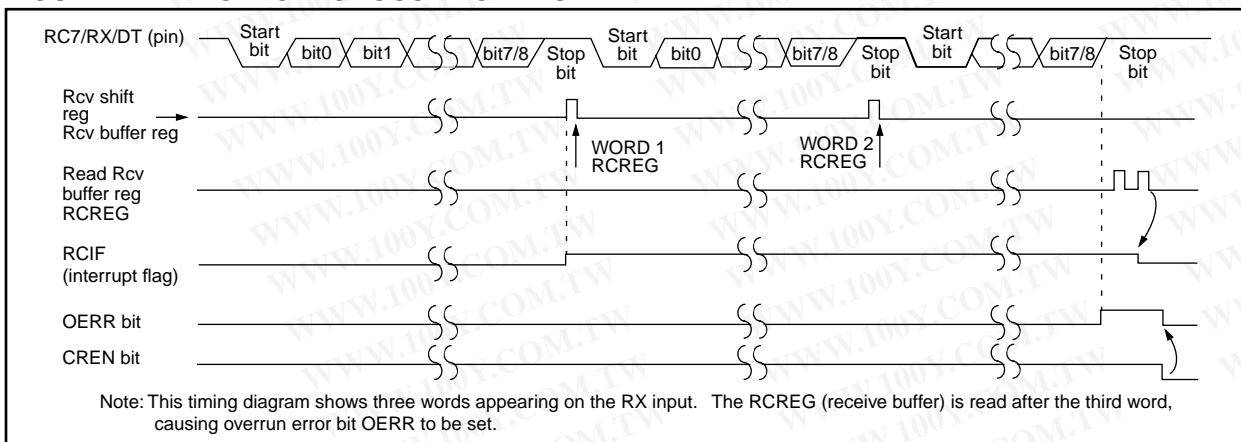 RC7/RX/DT (pin)
Start
bit
bit0
bit1
bit7/8
Stop
bit
Start
bit
bit0
bit7/8
Stop
bit
Start
bit
bit7/8
Stop
bit
Rcv shift
reg
Rcv buffer reg
WORD 1
RCREG
WORD 2
RCREG
Read Rcv
buffer reg
RCREG
RCIF
(interrupt flag)
OERR bit
CREN bit
Note: This timing diagram shows three words appearing on the RX input. The RCREG (receive buffer) is read after the third word,
causing overrun error bit OERR to be set.
WWW.100Y.COM.TW